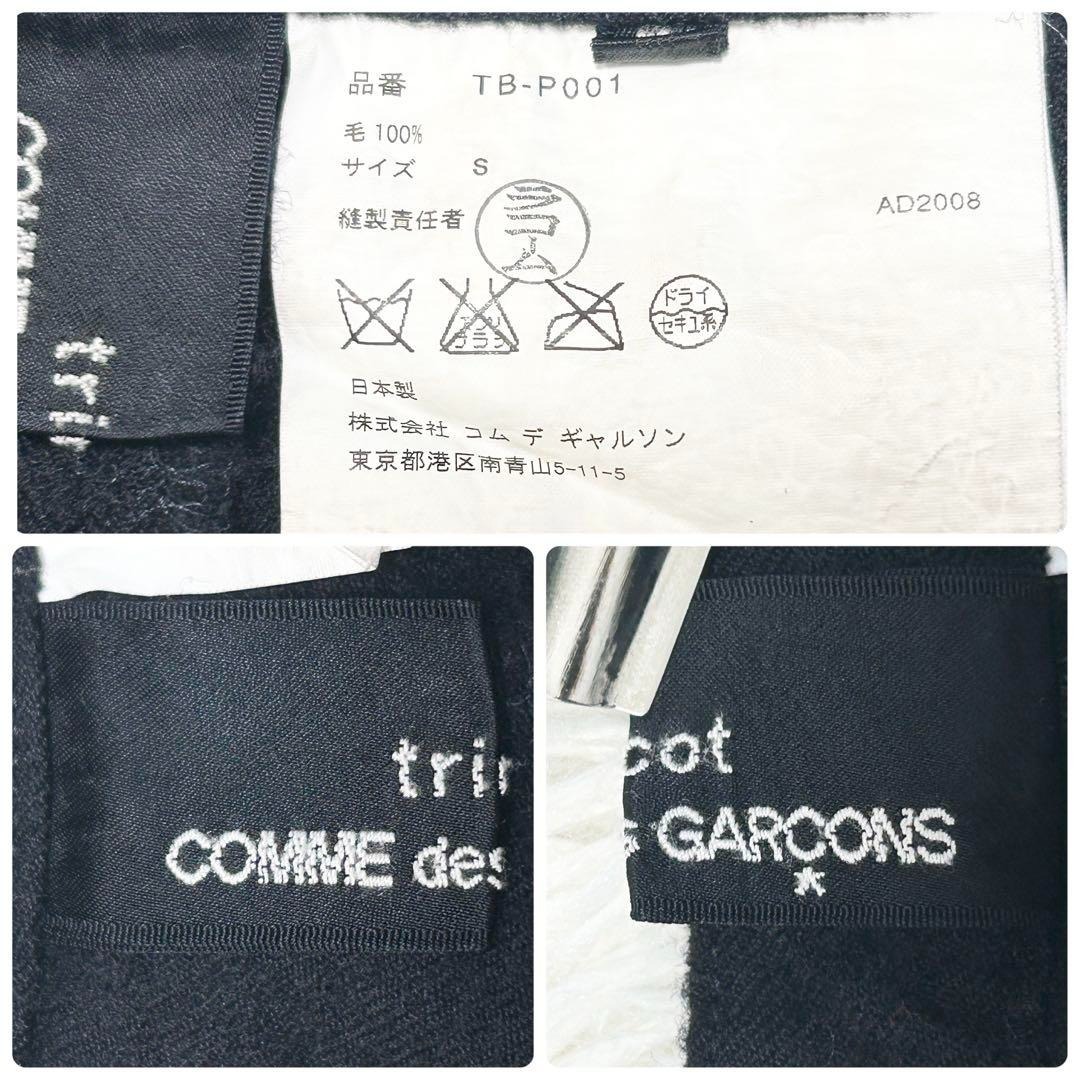 品番 TB-P001
毛 100%
サイズ S
縫製責任者
AD2008
ドライ
セキユ系
日本製
株式会社 コム デ ギャルソン
東京都港区南青山5-11-5
COMME
tri
tri
COMME des
cot
GARCONS
*